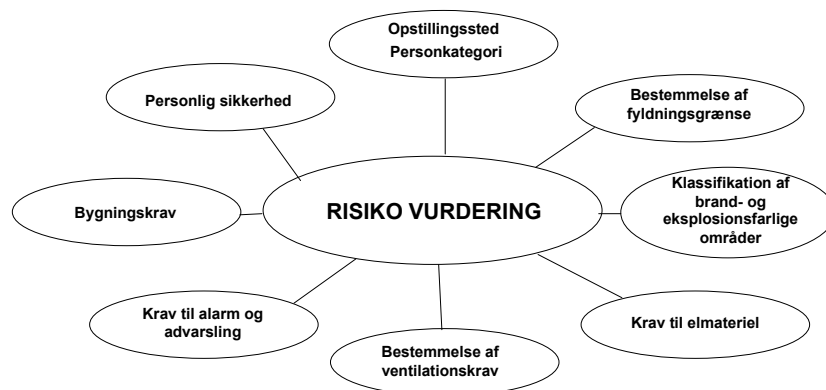 Opstillingssted
Personkategori
Personlig sikkerhed
Bestemmelse af
fyldningsgrænse
Bygningskrav
RISIKO VURDERING
Klassifikation af
brand- og
eksplosionsfarlige
områder
Krav til alarm og
advarsling
Bestemmelse af
ventilationskrav
Krav til elmateriel